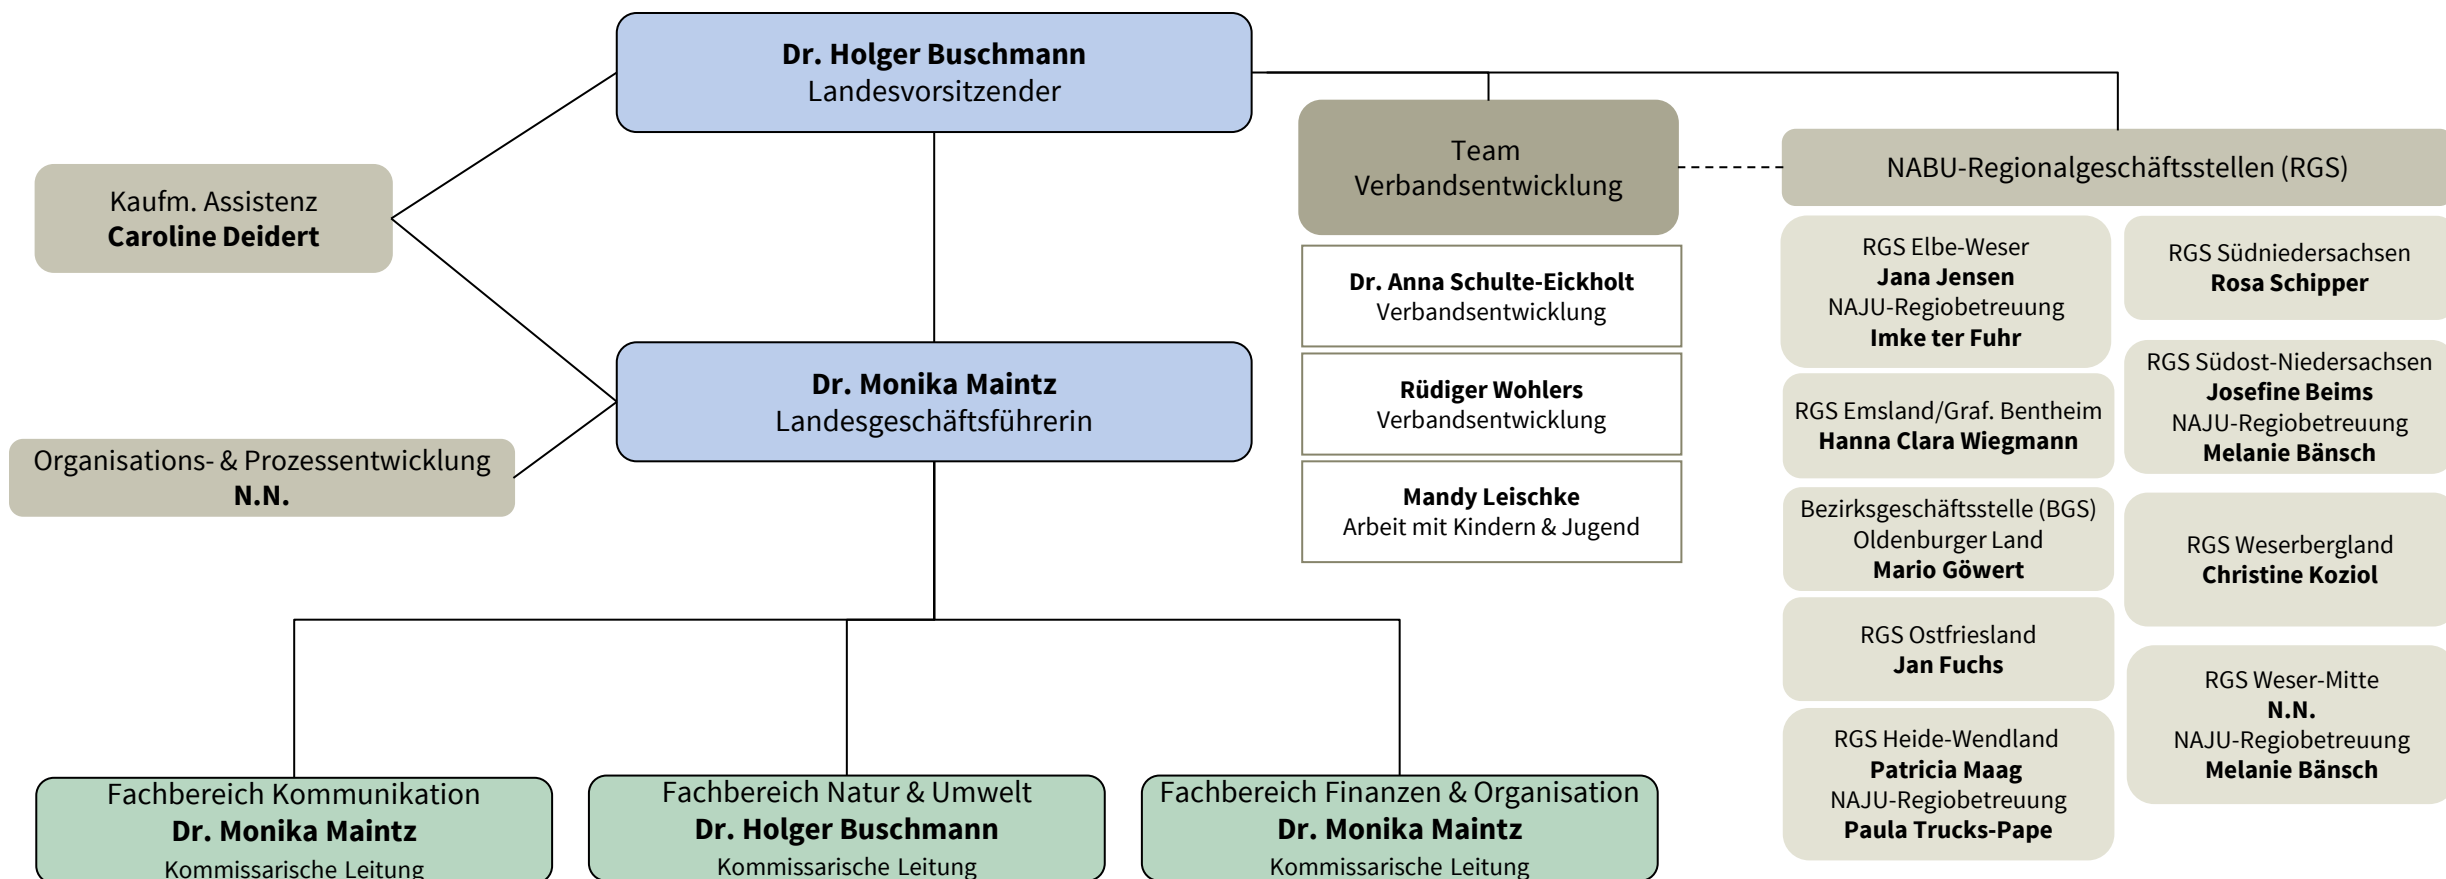 Dr. Holger Buschmann
Landesvorsitzender
Kaufm. Assistenz
Caroline Deidert
Dr. Monika Maintz
Landesgeschäftsführerin
Organisations- & Prozessentwicklung
N.N.
Team
Verbandsentwicklung
Dr. Anna Schulte-Eickholt
Verbandsentwicklung
Rüdiger Wohlers
Verbandsentwicklung
Mandy Leischke
Arbeit mit Kindern & Jugend
NABU-Regionalgeschäftsstellen (RGS)
RGS Elbe-Weser
Jana Jensen
NAJU-Regiobetreuung
Imke ter Fuhr
RGS Emsland/Graf. Bentheim
Hanna Clara Wiegmann
Bezirksgeschäftsstelle (BGS)
Oldenburger Land
Mario Göwert
RGS Ostfriesland
Jan Fuchs
RGS Heide-Wendland
Patricia Maag
NAJU-Regiobetreuung
Paula Trucks-Pape
RGS Südniedersachsen
Rosa Schipper
RGS Südost-Niedersachsen
Josefine Beims
NAJU-Regiobetreuung
Melanie Bänsch
RGS Weserbergland
Christine Koziol
RGS Weser-Mitte
N.N.
NAJU-Regiobetreuung
Melanie Bänsch
Fachbereich Kommunikation
Dr. Monika Maintz
Kommissarische Leitung
Fachbereich Natur & Umwelt
Dr. Holger Buschmann
Kommissarische Leitung
Fachbereich Finanzen & Organisation
Dr. Monika Maintz
Kommissarische Leitung